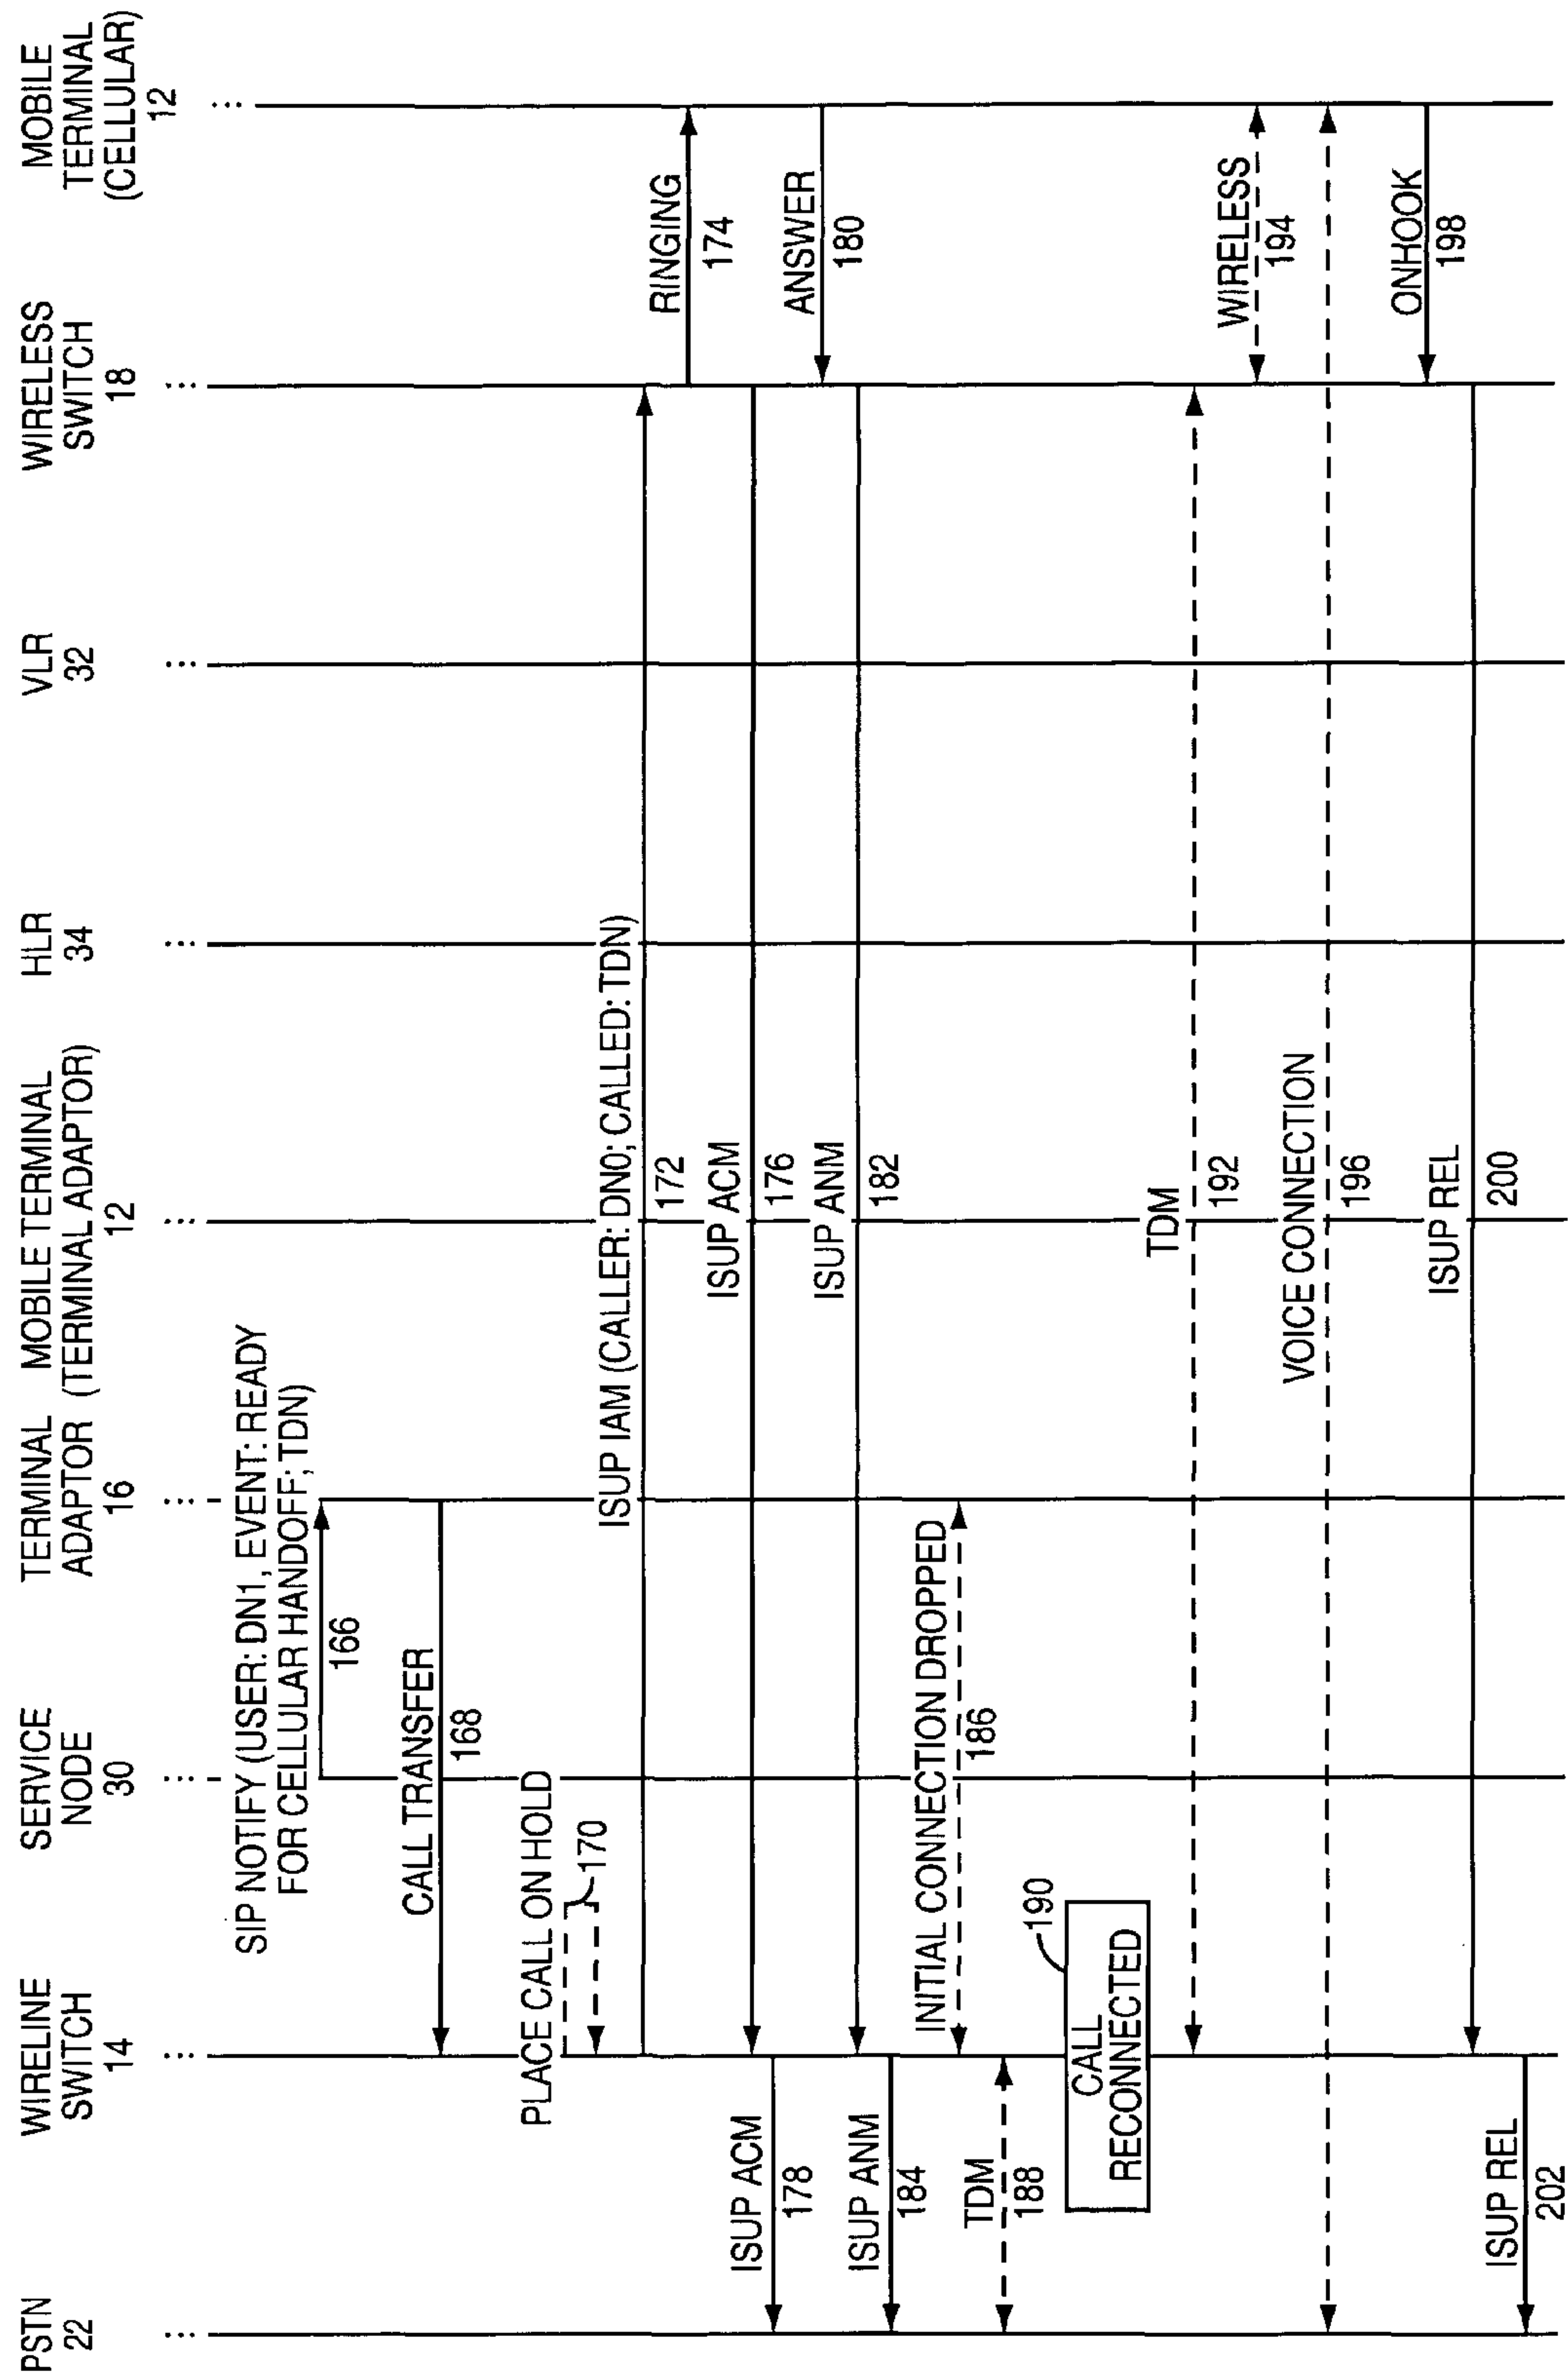 PSTN
22
WIRELINE
SWITCH
14
SERVICE
NODE
30
TERMINAL
ADAPTOR
16
MOBILE TERMINAL
(TERMINAL ADAPTOR)
12
HLR
34
VLR
32
WIRELESS
SWITCH
18
MOBILE
TERMINAL
(CELLULAR)
12
SIP NOTIFY (USER: DN1, EVENT: READY
FOR CELLULAR HANDOFF; TDN)
166
CALL TRANSFER
168
PLACE CALL ON HOLD
170
ISUP IAM (CALLER: DN0; CALLED: TDN)
172
RINGING
174
ISUP ACM
176
ISUP ACM
178
ANSWER
180
ISUP ANM
182
ISUP ANM
184
INITIAL CONNECTION DROPPED
186
TDM
188
190
CALL
RECONNECTED
TDM
192
WIRELESS
194
VOICE CONNECTION
196
ONHOOK
198
ISUP REL
200
ISUP REL
202